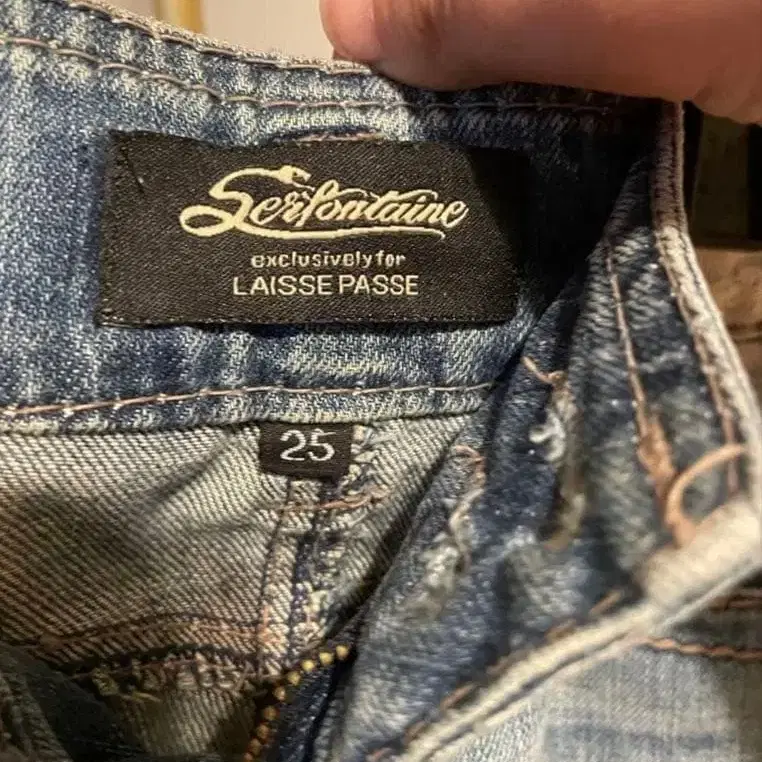 Serfontaine
exclusively for
LAISSE PASSE
25